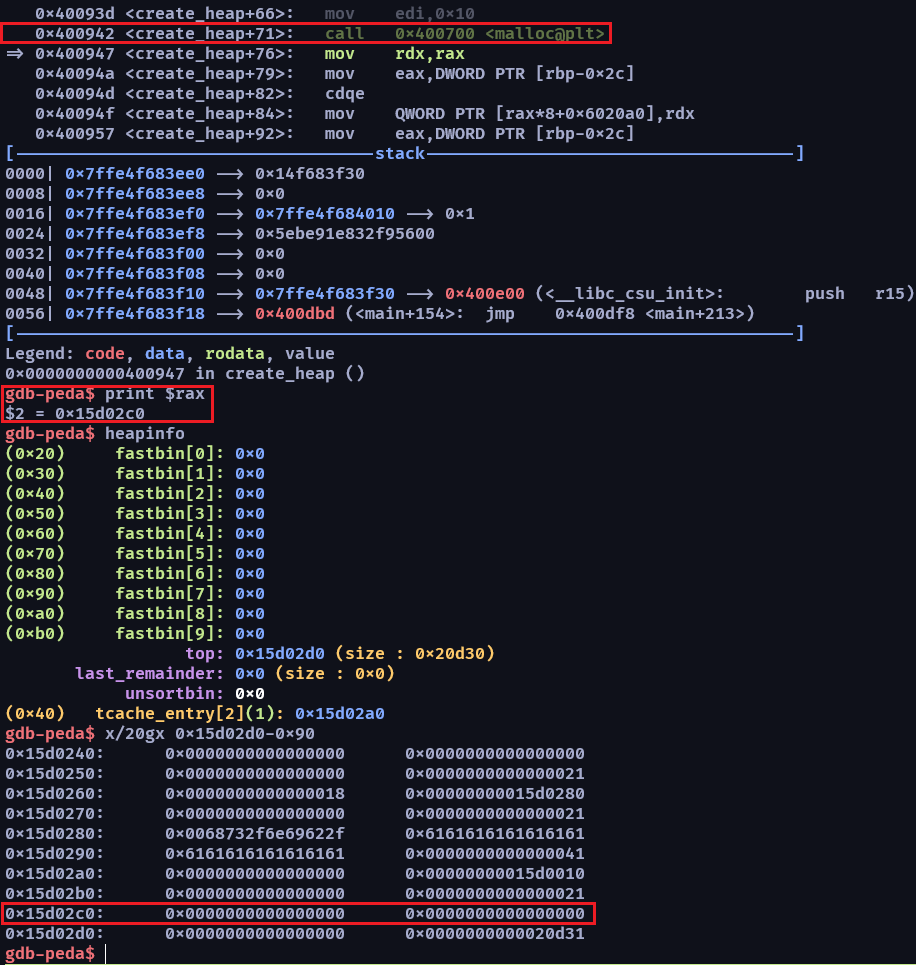 0x40093d <create_heap+66>: mov edi,0x10
0x400942 <create_heap+71>: call 0x400700 <malloc@plt>
=> 0x400947 <create_heap+76>: mov rdx,rax
0x40094a <create_heap+79>: mov eax,DWORD PTR [rbp-0x2c]
0x40094d <create_heap+82>: cdqe
0x40094f <create_heap+84>: mov QWORD PTR [rax*8+0x6020a0],rdx
0x400957 <create_heap+92>: mov eax,DWORD PTR [rbp-0x2c]
[------------------------------------stack-------------------------------------]
0000| 0x7ffe4f683ee0 --> 0x14f683f30
0008| 0x7ffe4f683ee8 --> 0x0
0016| 0x7ffe4f683ef0 --> 0x7ffe4f684010 --> 0x1
0024| 0x7ffe4f683ef8 --> 0x5ebe91e832f95600
0032| 0x7ffe4f683f00 --> 0x0
0040| 0x7ffe4f683f08 --> 0x0
0048| 0x7ffe4f683f10 --> 0x7ffe4f683f30 --> 0x400e00 (<__libc_csu_init>: push r15)
0056| 0x7ffe4f683f18 --> 0x400dbd (<main+154>: jmp 0x400df8 <main+213>)
[------------------------------------------------------------------------------]
Legend: code, data, rodata, value
0x0000000000400947 in create_heap ()
gdb-peda$ print $rax
$2 = 0x15d02c0
gdb-peda$ heapinfo
(0x20) fastbin[0]: 0x0
(0x30) fastbin[1]: 0x0
(0x40) fastbin[2]: 0x0
(0x50) fastbin[3]: 0x0
(0x60) fastbin[4]: 0x0
(0x70) fastbin[5]: 0x0
(0x80) fastbin[6]: 0x0
(0x90) fastbin[7]: 0x0
(0xa0) fastbin[8]: 0x0
(0xb0) fastbin[9]: 0x0
top: 0x15d02d0 (size : 0x20d30)
last_remainder: 0x0 (size : 0x0)
unsortbin: 0x0
(0x40) tcache_entry[2](1): 0x15d02a0
gdb-peda$ x/20gx 0x15d02d0-0x90
0x15d0240: 0x0000000000000000 0x0000000000000000
0x15d0250: 0x0000000000000000 0x0000000000000021
0x15d0260: 0x0000000000000018 0x00000000015d0280
0x15d0270: 0x0000000000000000 0x0000000000000021
0x15d0280: 0x0068732f6e69622f 0x6161616161616161
0x15d0290: 0x6161616161616161 0x0000000000000041
0x15d02a0: 0x0000000000000000 0x00000000015d0010
0x15d02b0: 0x0000000000000000 0x0000000000000021
0x15d02c0: 0x0000000000000000 0x0000000000000000
0x15d02d0: 0x0000000000000000 0x0000000000020d31
gdb-peda$